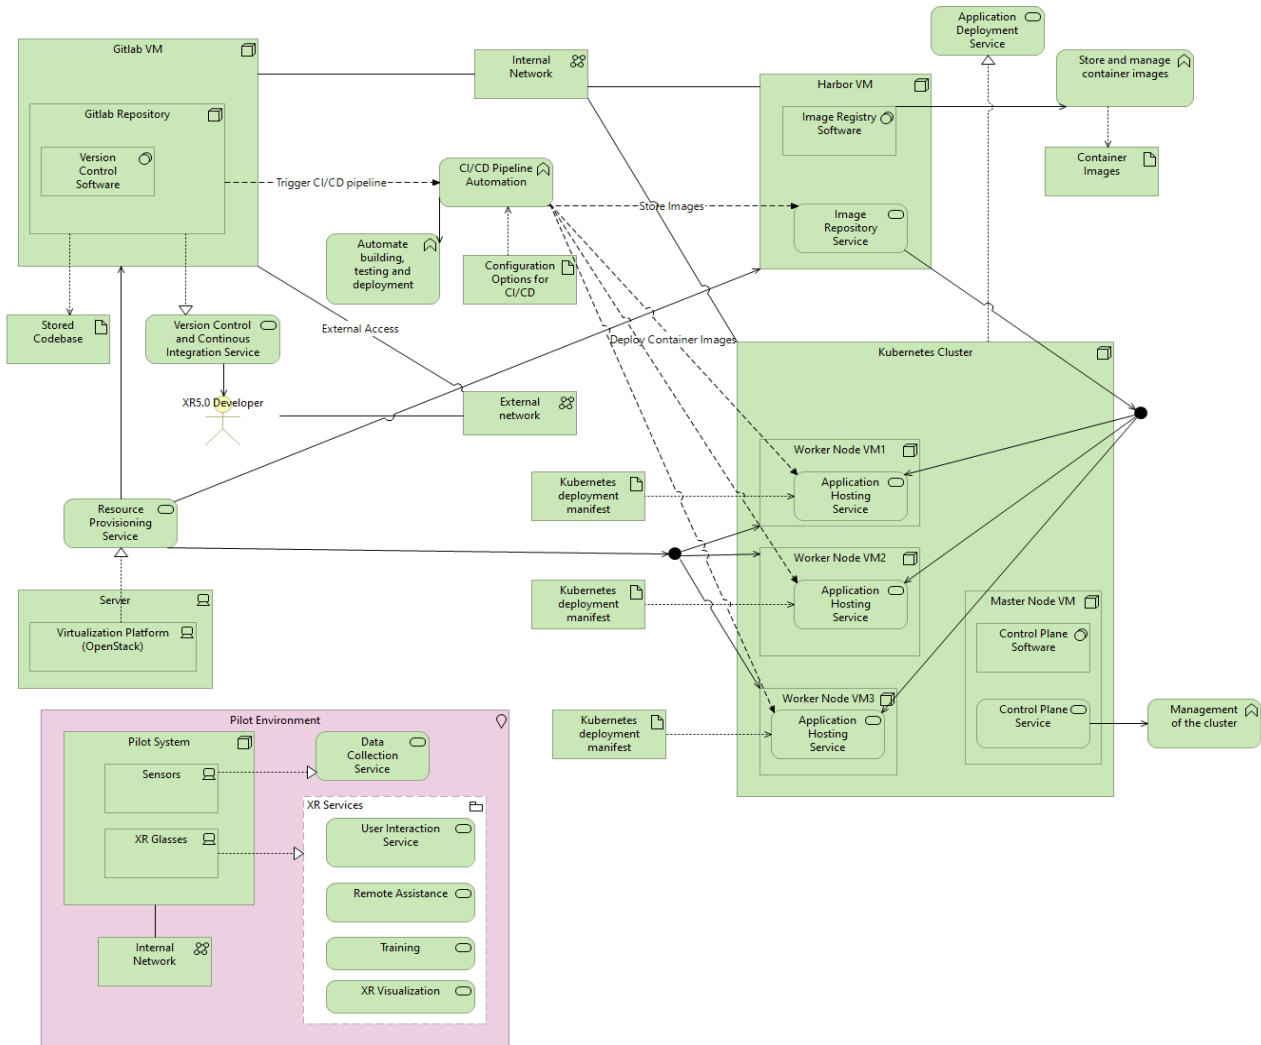 Gitlab VM
Gitlab Repository
Version
Control
Software
Trigger CI/CD pipeline
Internal
Network
CI/CD Pipeline
Automation
Automate
building,
testing and
deployment
Configuration
Options for
CI/CD
Store Images
Harbor VM
Image Registry
Software
Image
Repository
Service
Application
Deployment
Service
Store and manage
container images
Container
Images
Stored
Codebase
Version Control
and Continous
Integration Service
External Access
XR5.0 Developer
External
network
Deploy Container Images
Kubernetes Cluster
Worker Node VM1
Application
Hosting
Service
Kubernetes
deployment
manifest
Worker Node VM2
Application
Hosting
Service
Kubernetes
deployment
manifest
Worker Node VM3
Application
Hosting
Service
Kubernetes
deployment
manifest
Master Node VM
Control Plane
Software
Control Plane
Service
Management
of the cluster
Resource
Provisioning
Service
Server
Virtualization Platform
(OpenStack)
Pilot Environment
Pilot System
Sensors
XR Glasses
Internal
Network
Data
Collection
Service
XR Services
User Interaction
Service
Remote Assistance
Training
XR Visualization